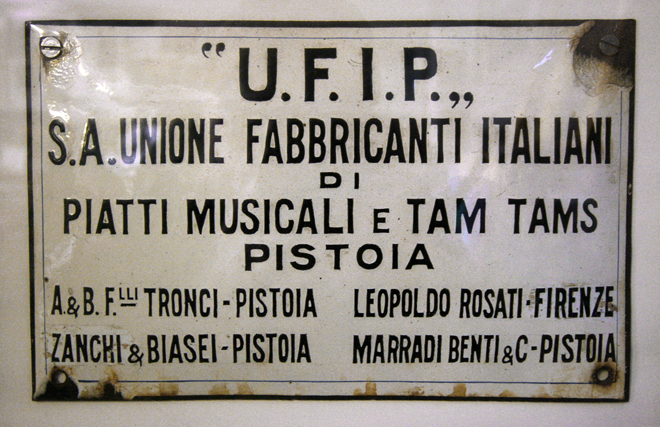 "U.F.I.P.„
S.A. UNIONE FABBRICANTI ITALIANI
DI
PIATTI MUSICALI E TAM TAMS
PISTOIA
A.& B. F.LLI TRONCI-PISTOIA LEOPOLDO ROSATI-FIRENZE
ZANCHI & BIASEI-PISTOIA MARRADI BENTI & C-PISTOIA